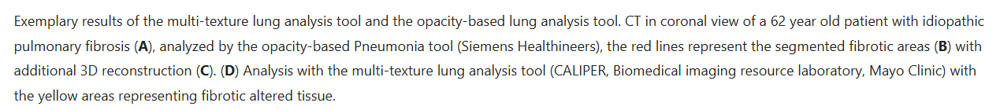 Exemplary results of the multi-texture lung analysis tool and the opacity-based lung analysis tool. CT in coronal view of a 62 year old patient with idiopathic
pulmonary fibrosis (A), analyzed by the opacity-based Pneumonia tool (Siemens Healthineers), the red lines represent the segmented fibrotic areas (B) with
additional 3D reconstruction (C). (D) Analysis with the multi-texture lung analysis tool (CALIPER, Biomedical imaging resource laboratory, Mayo Clinic) with
the yellow areas representing fibrotic altered tissue.